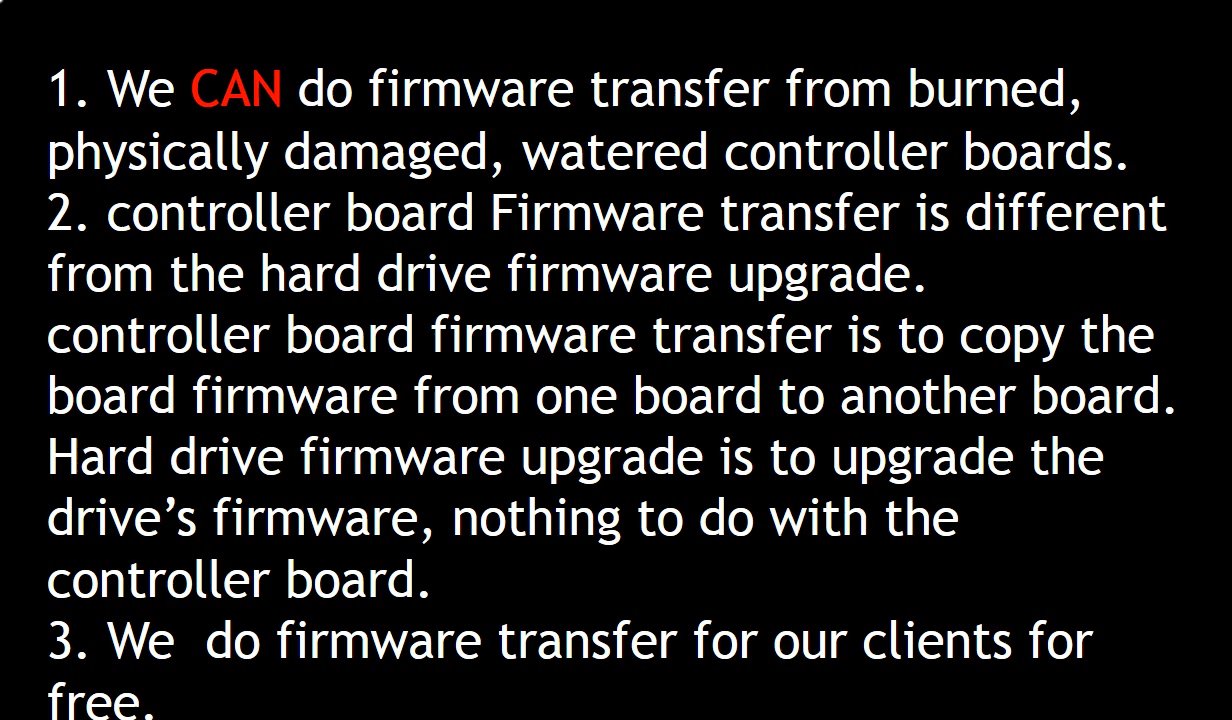 1. We CAN do firmware transfer from burned,
physically damaged, watered controller boards.
2. controller board Firmware transfer is different
from the hard drive firmware upgrade.
controller board firmware transfer is to copy the
board firmware from one board to another board.
Hard drive firmware upgrade is to upgrade the
drive’s firmware, nothing to do with the
controller board.
3. We  do firmware transfer for our clients for
free.